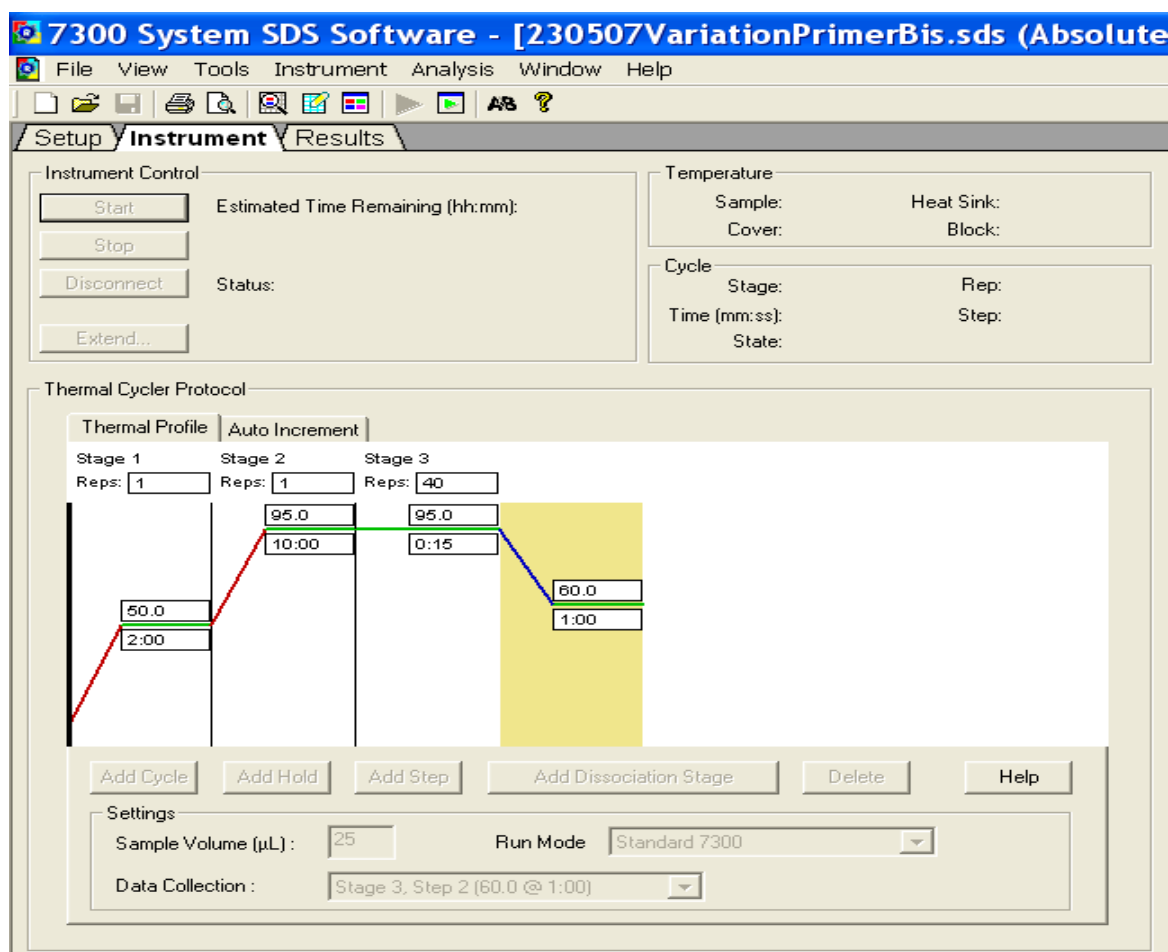 7300 System SDS Software - [230507VariationPrimerBis.sds (Absolute
File View Tools Instrument Analysis Window Help
Setup Instrument Results
Instrument Control
Start Estimated Time Remaining (hh:mm):
Stop
Disconnect Status:
Extend...
Temperature
Sample: Heat Sink:
Cover: Block:
Cycle
Stage: Rep:
Time (mm:ss): Step:
State:
Thermal Cycler Protocol
Thermal Profile Auto Increment
Stage 1 Stage 2 Stage 3
Reps: 1 Reps: 1 Reps: 40
95.0 95.0
10:00 0:15
60.0
50.0 1:00
2:00
Add Cycle Add Hold Add Step Add Dissociation Stage Delete Help
Settings
Sample Volume (µL) : 25 Run Mode Standard 7300
Data Collection : Stage 3, Step 2 (60.0 @ 1:00)